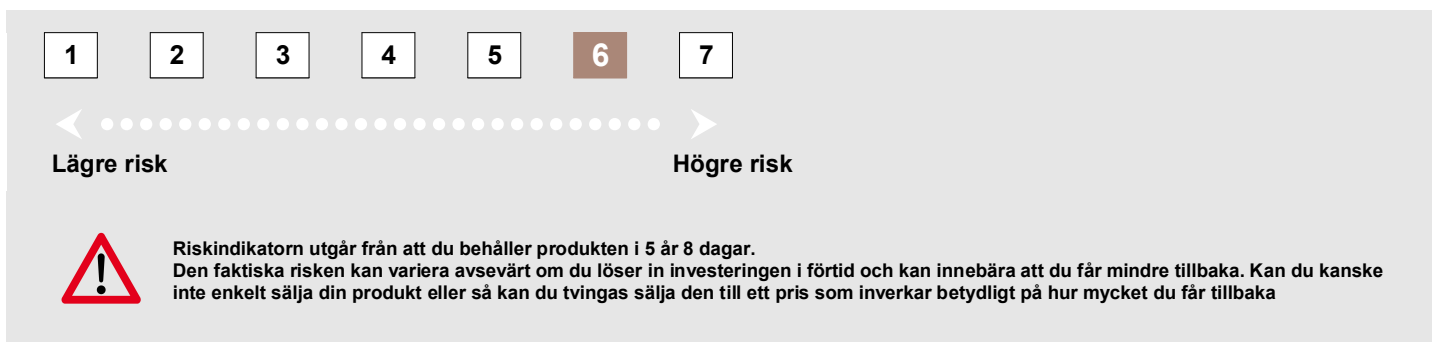 1 2 3 4 5 6 7
Lägre risk Högre risk
Riskindikatorn utgår från att du behåller produkten i 5 år 8 dagar.
Den faktiska risken kan variera avsevärt om du löser in investeringen i förtid och kan innebära att du får mindre tillbaka. Kan du kanske
inte enkelt sälja din produkt eller så kan du tvingas sälja den till ett pris som inverkar betydligt på hur mycket du får tillbaka